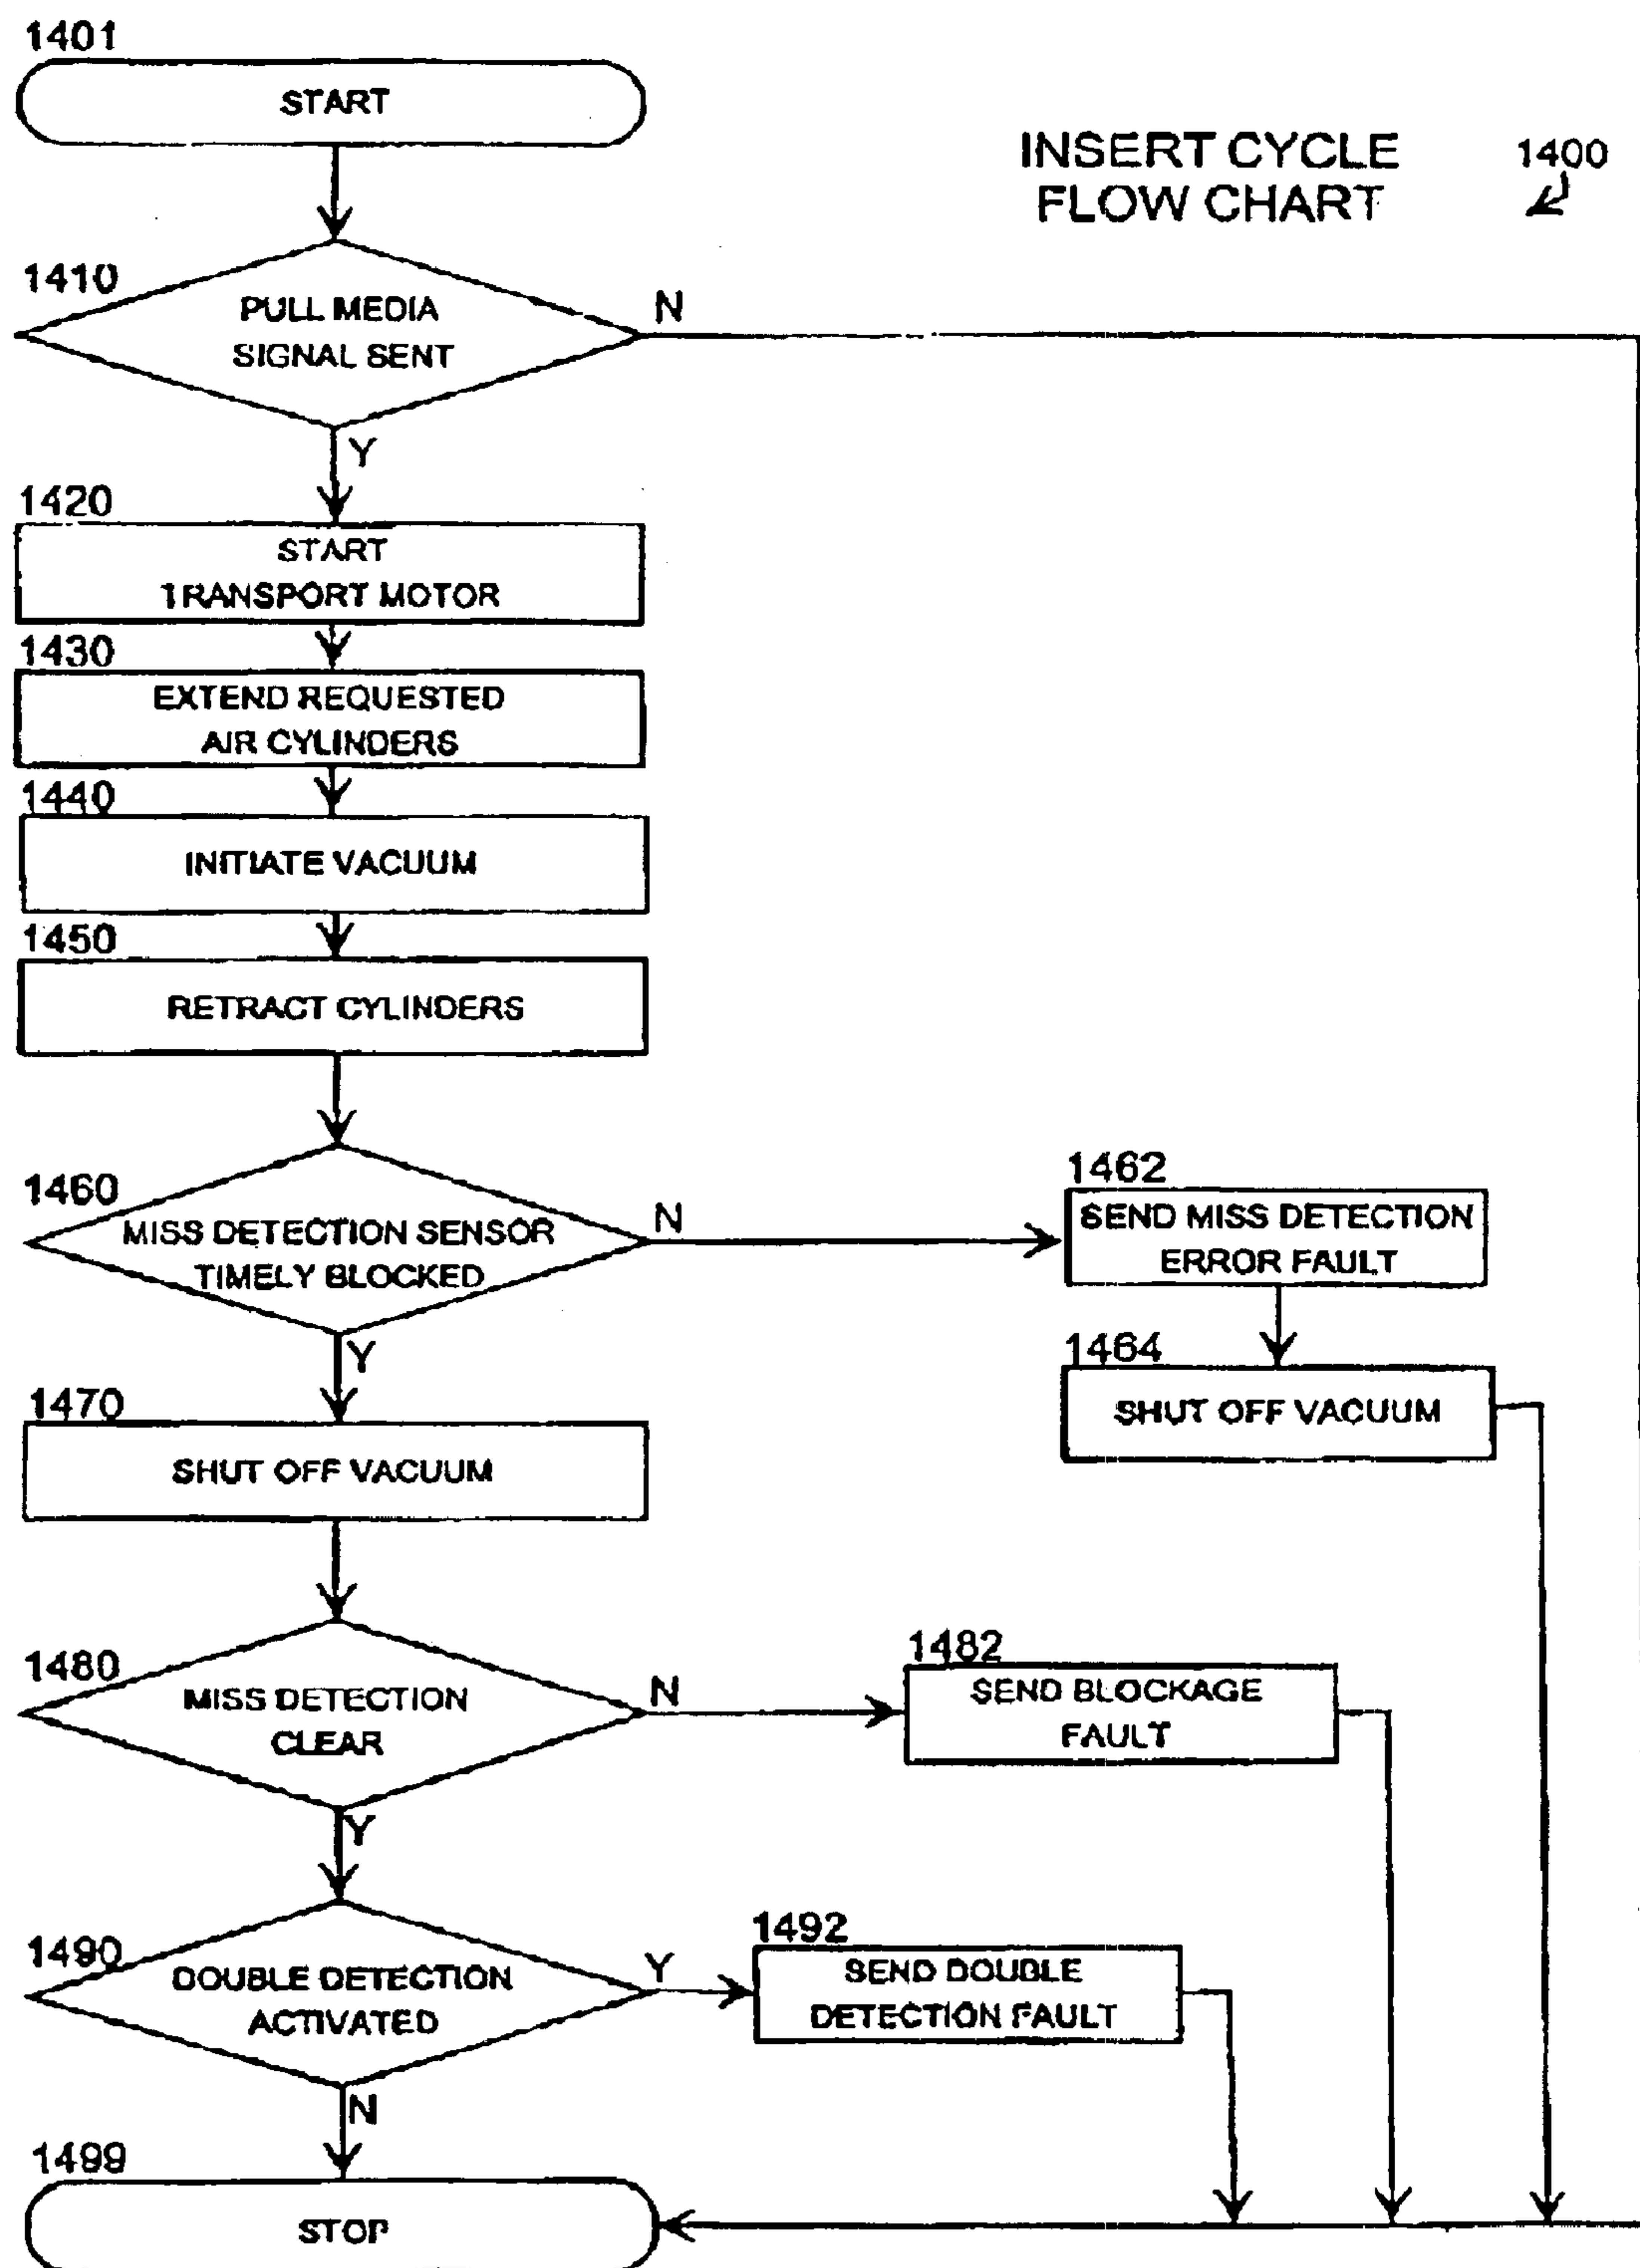 1401
START
INSERT CYCLE
FLOW CHART
1400
1410
PULL MEDIA
SIGNAL SENT
N
Y
1420
START
TRANSPORT MOTOR
1430
EXTEND REQUESTED
AIR CYLINDERS
1440
INITIATE VACUUM
1450
RETRACT CYLINDERS
1460
MISS DETECTION SENSOR
TIMELY BLOCKED
N
Y
1462
SEND MISS DETECTION
ERROR FAULT
1464
SHUT OFF VACUUM
1470
SHUT OFF VACUUM
1480
MISS DETECTION
CLEAR
N
Y
1482
SEND BLOCKAGE
FAULT
1490
DOUBLE DETECTION
ACTIVATED
Y
N
1492
SEND DOUBLE
DETECTION FAULT
1499
STOP